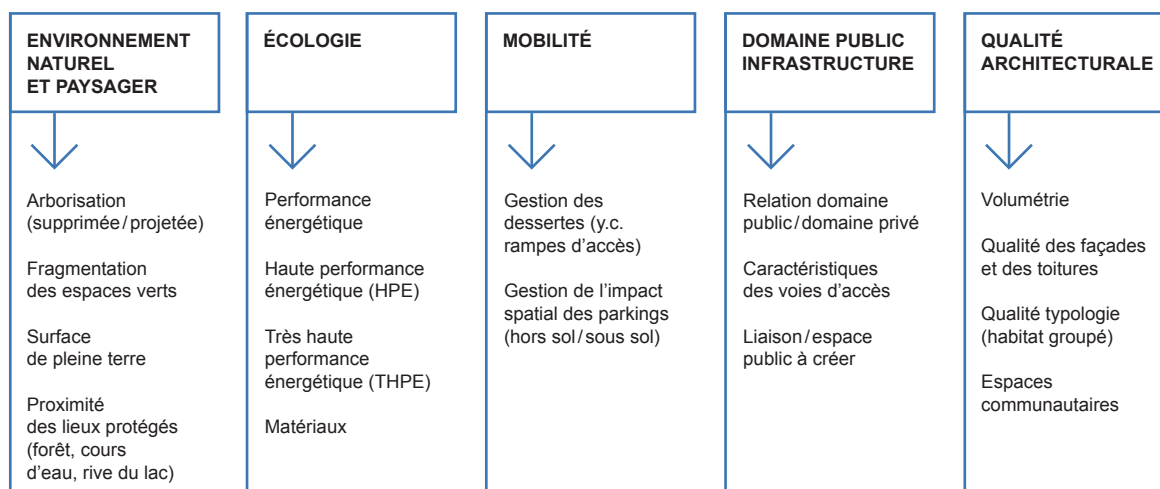 ENVIRONNEMENT
NATUREL
ET PAYSAGER
Arborisation
(supprimée/projetée)
Fragmentation
des espaces verts
Surface
de pleine terre
Proximité
des lieux protégés
(forêt, cours
d’eau, rive du lac)
ÉCOLOGIE
Performance
énergétique
Haute performance
énergétique (HPE)
Très haute
performance
énergétique (THPE)
Matériaux
MOBILITÉ
Gestion des
dessertes (y.c.
rampes d’accès)
Gestion de l’impact
spatial des parkings
(hors sol/sous sol)
DOMAINE PUBLIC
INFRASTRUCTURE
Relation domaine
public/domaine privé
Caractéristiques
des voies d’accès
Liaison/espace
public à créer
QUALITÉ
ARCHITECTURALE
Volumétrie
Qualité des façades
et des toitures
Qualité typologie
(habitat groupé)
Espaces
communautaires